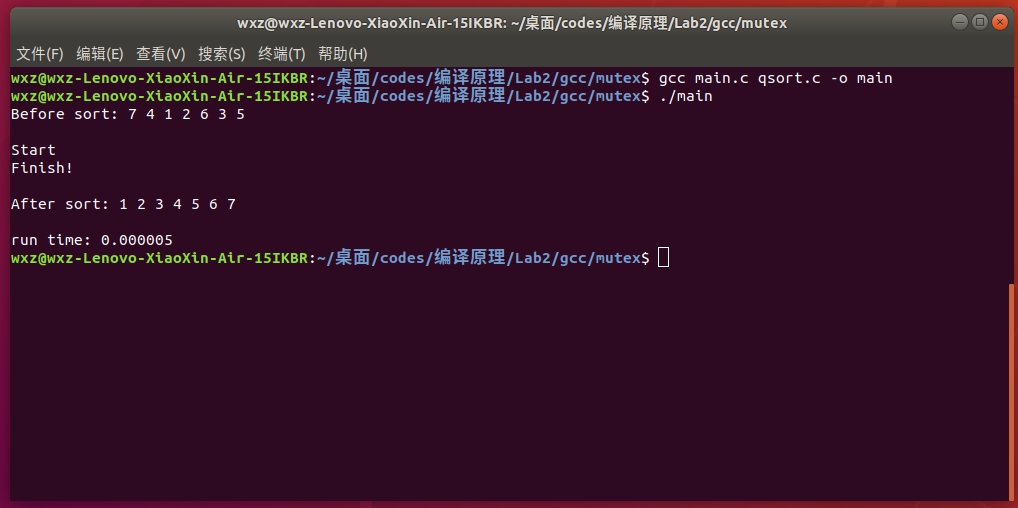 wxz@wxz-Lenovo-XiaoXin-Air-15IKBR: ~/桌面/codes/编译原理/Lab2/gcc/mutex
文件(F) 编辑(E) 查看(V) 搜索(S) 终端(T) 帮助(H)
wxz@wxz-Lenovo-XiaoXin-Air-15IKBR:~/桌面/codes/编译原理/Lab2/gcc/mutex$ gcc main.c qsort.c -o main
wxz@wxz-Lenovo-XiaoXin-Air-15IKBR:~/桌面/codes/编译原理/Lab2/gcc/mutex$ ./main
Before sort: 7 4 1 2 6 3 5
Start
Finish!
After sort: 1 2 3 4 5 6 7
run time: 0.000005
wxz@wxz-Lenovo-XiaoXin-Air-15IKBR:~/桌面/codes/编译原理/Lab2/gcc/mutex$